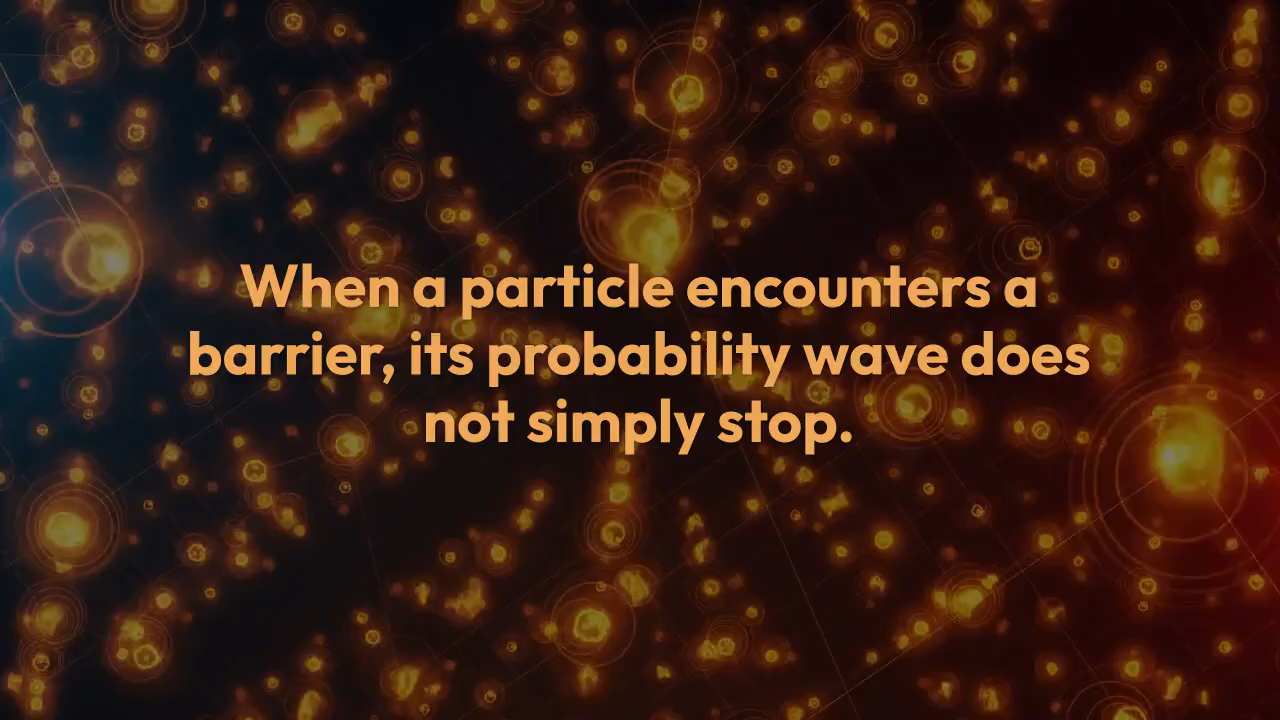 When a particle encounters a
barrier, its probability wave does
not simply stop.